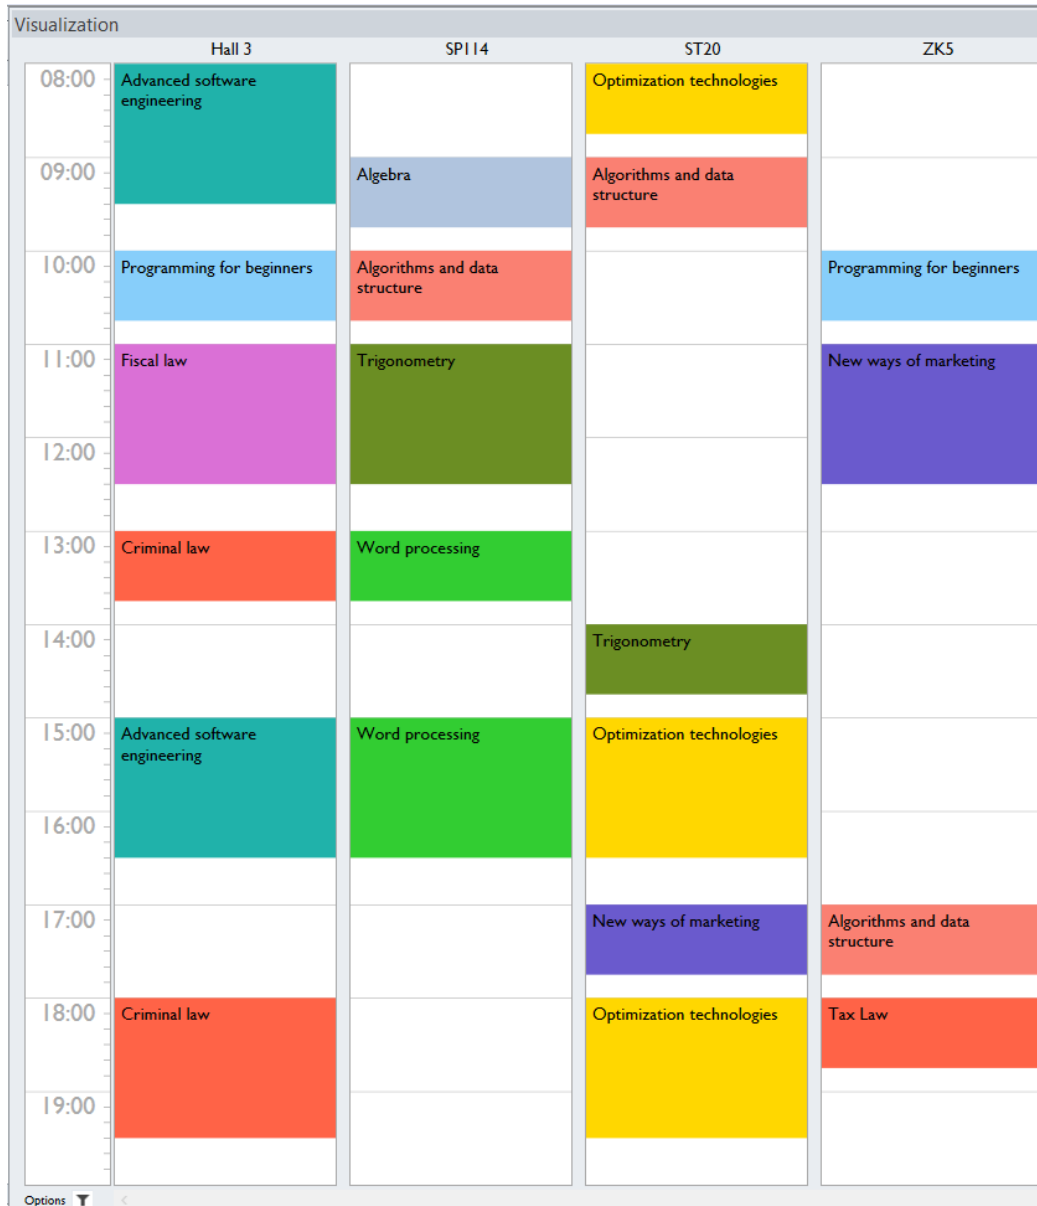 Visualization
Hall 3 SP114 ST20 ZK5
08:00 Advanced software Optimization technologies
engineering
09:00 Algebra Algorithms and data
structure
10:00 Programming for beginners Algorithms and data Programming for beginners
structure
11:00 Fiscal law Trigonometry New ways of marketing
12:00
13:00 Criminal law Word processing
14:00 Trigonometry
15:00 Advanced software Word processing Optimization technologies
engineering
16:00
17:00 New ways of marketing Algorithms and data
structure
18:00 Criminal law Optimization technologies Tax Law
19:00
Options